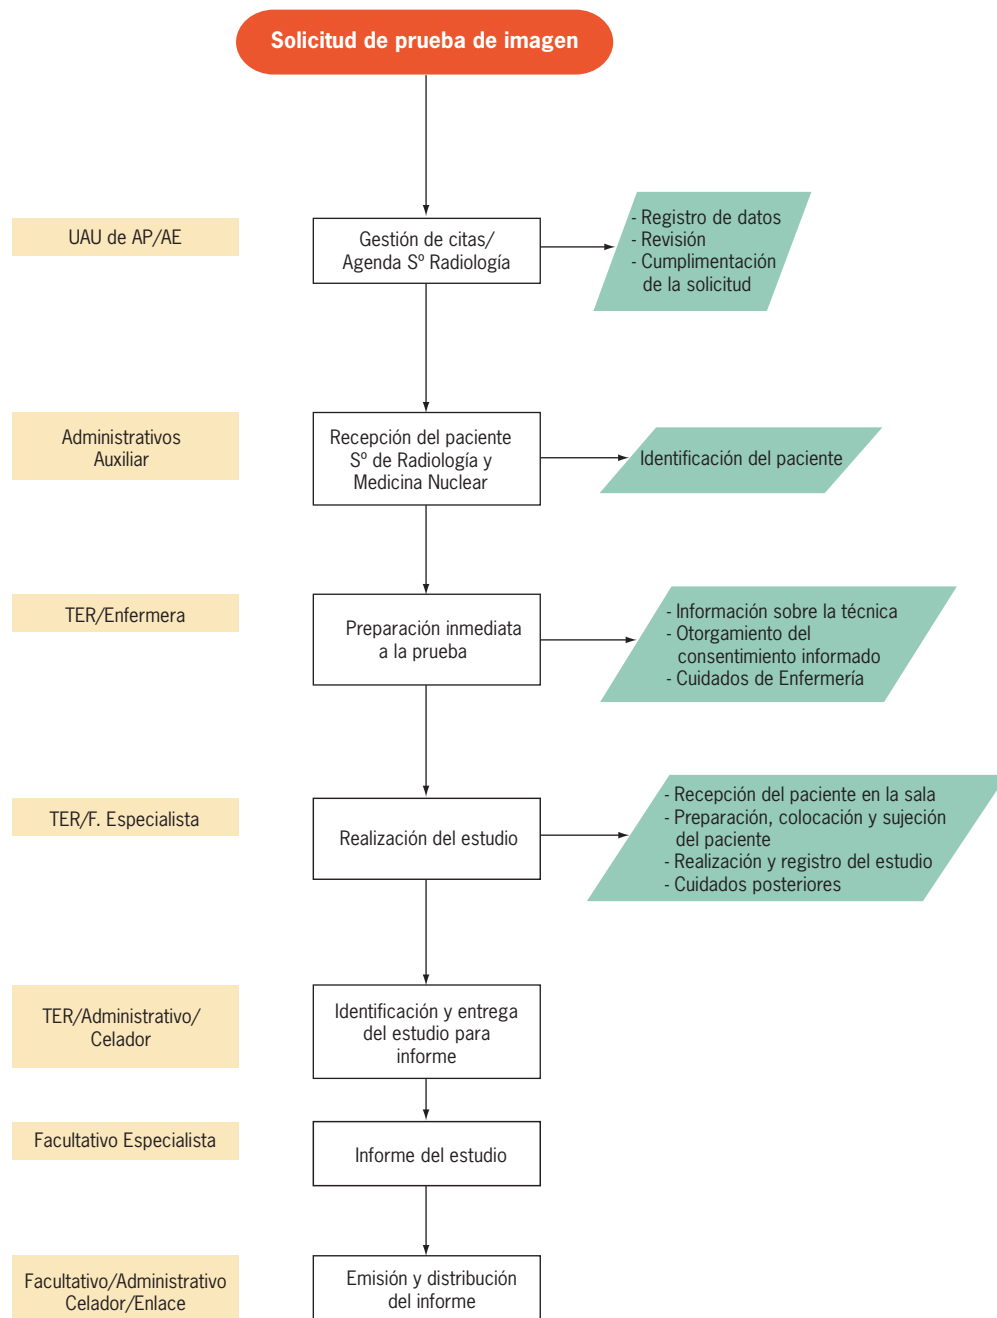 Solicitud de prueba de imagen
UAU de AP/AE
Gestión de citas/
Agenda Sº Radiología
- Registro de datos
- Revisión
- Cumplimentación
de la solicitud
Administrativos
Auxiliar
Recepción del paciente
Sº de Radiología y
Medicina Nuclear
Identificación del paciente
TER/Enfermera
Preparación inmediata
a la prueba
- Información sobre la técnica
- Otorgamiento del
consentimiento informado
- Cuidados de Enfermería
TER/F. Especialista
Realización del estudio
- Recepción del paciente en la sala
- Preparación, colocación y sujeción
del paciente
- Realización y registro del estudio
- Cuidados posteriores
TER/Administrativo/
Celador
Identificación y entrega
del estudio para
informe
Facultativo Especialista
Informe del estudio
Facultativo/Administrativo
Celador/Enlace
Emisión y distribución
del informe